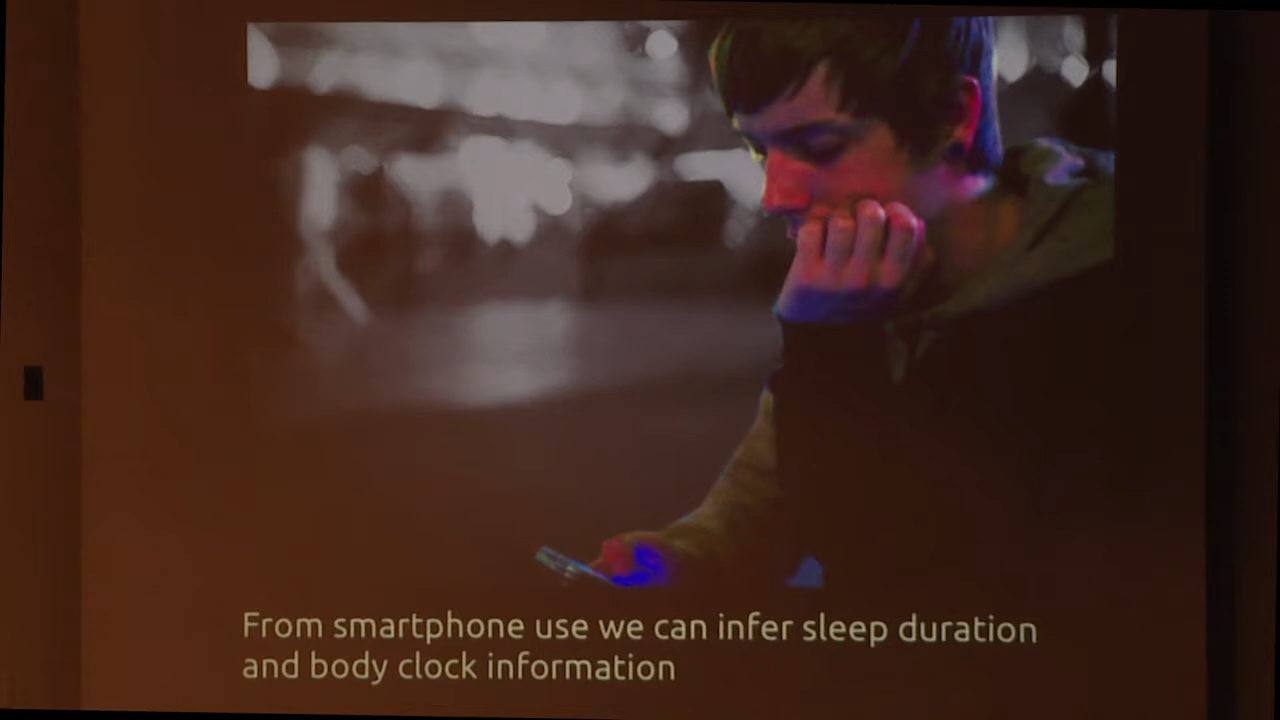 From smartphone use we can infer sleep duration
and body clock information